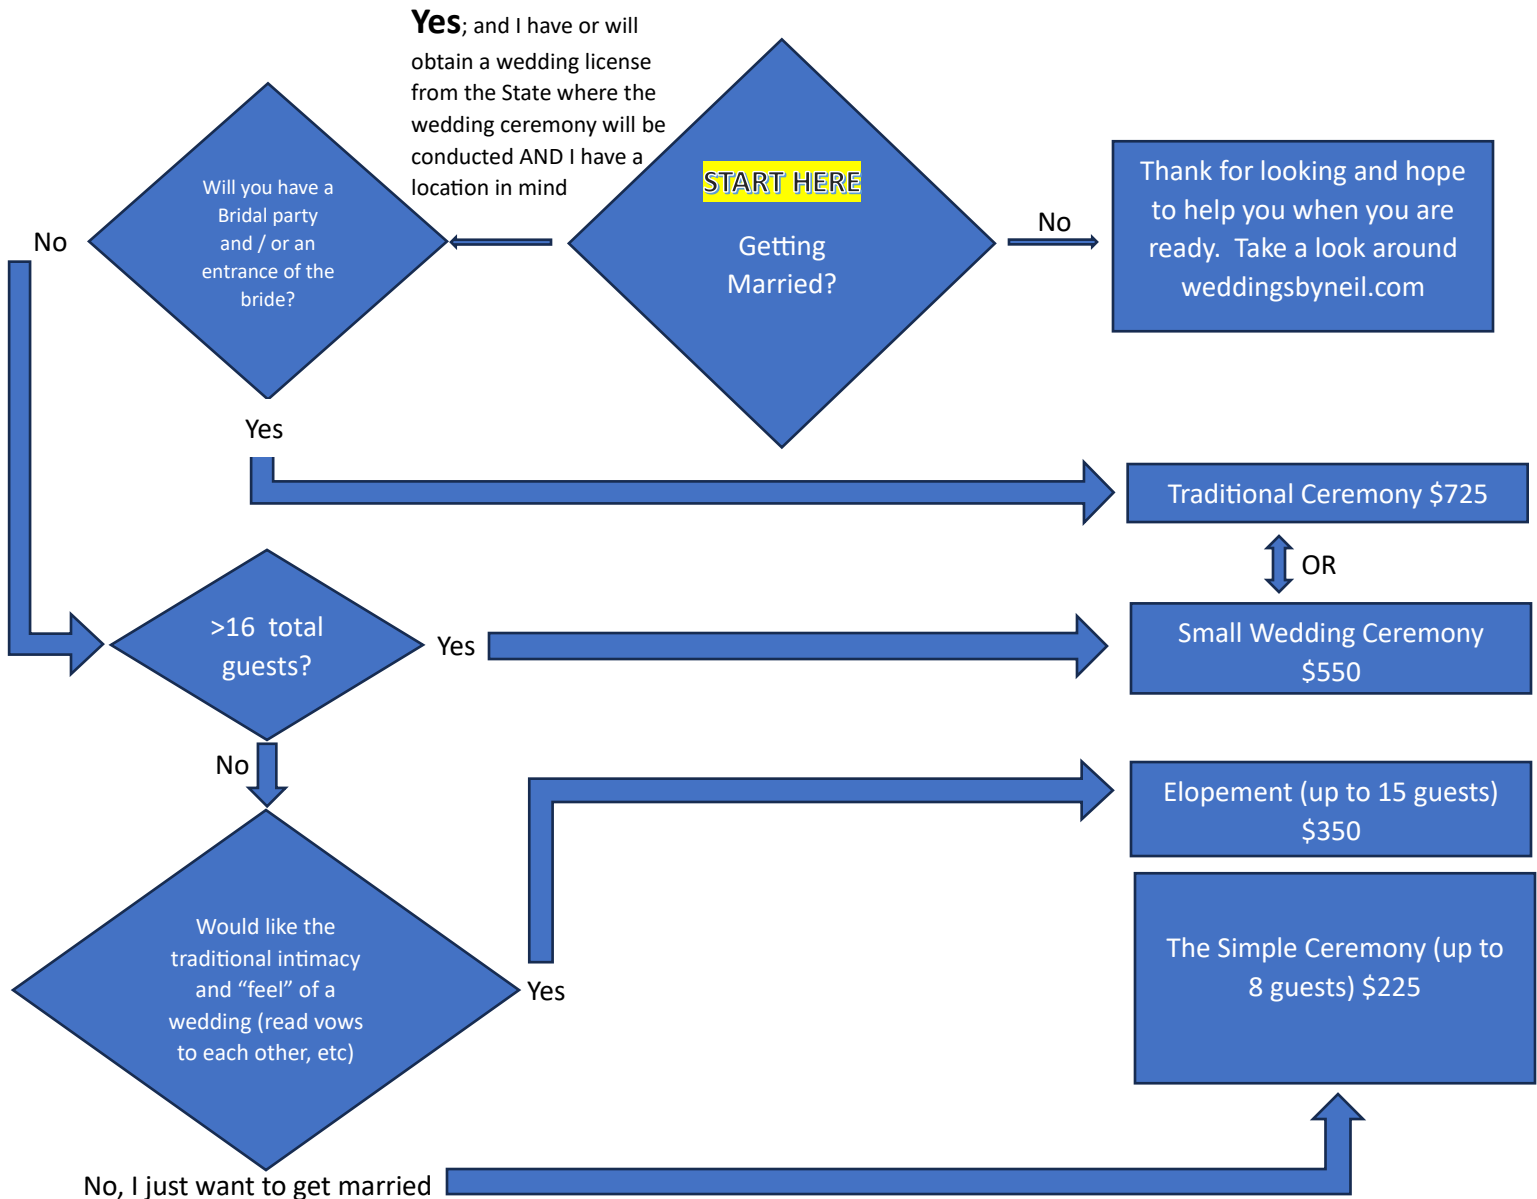 Yes; and I have or will
obtain a wedding license
from the State where the
wedding ceremony will be
conducted AND I have a
location in mind
START HERE
Getting
Married?
No
Thank for looking and hope
to help you when you are
ready. Take a look around
weddingsbyneil.com
Will you have a
Bridal party
and / or an
entrance of the
bride?
No
Yes
Traditional Ceremony $725
OR
>16 total
guests?
Yes
Small Wedding Ceremony
$550
No
Elopement (up to 15 guests)
$350
Would like the
traditional intimacy
and “feel” of a
wedding (read vows
to each other, etc)
Yes
The Simple Ceremony (up to
8 guests) $225
No, I just want to get married